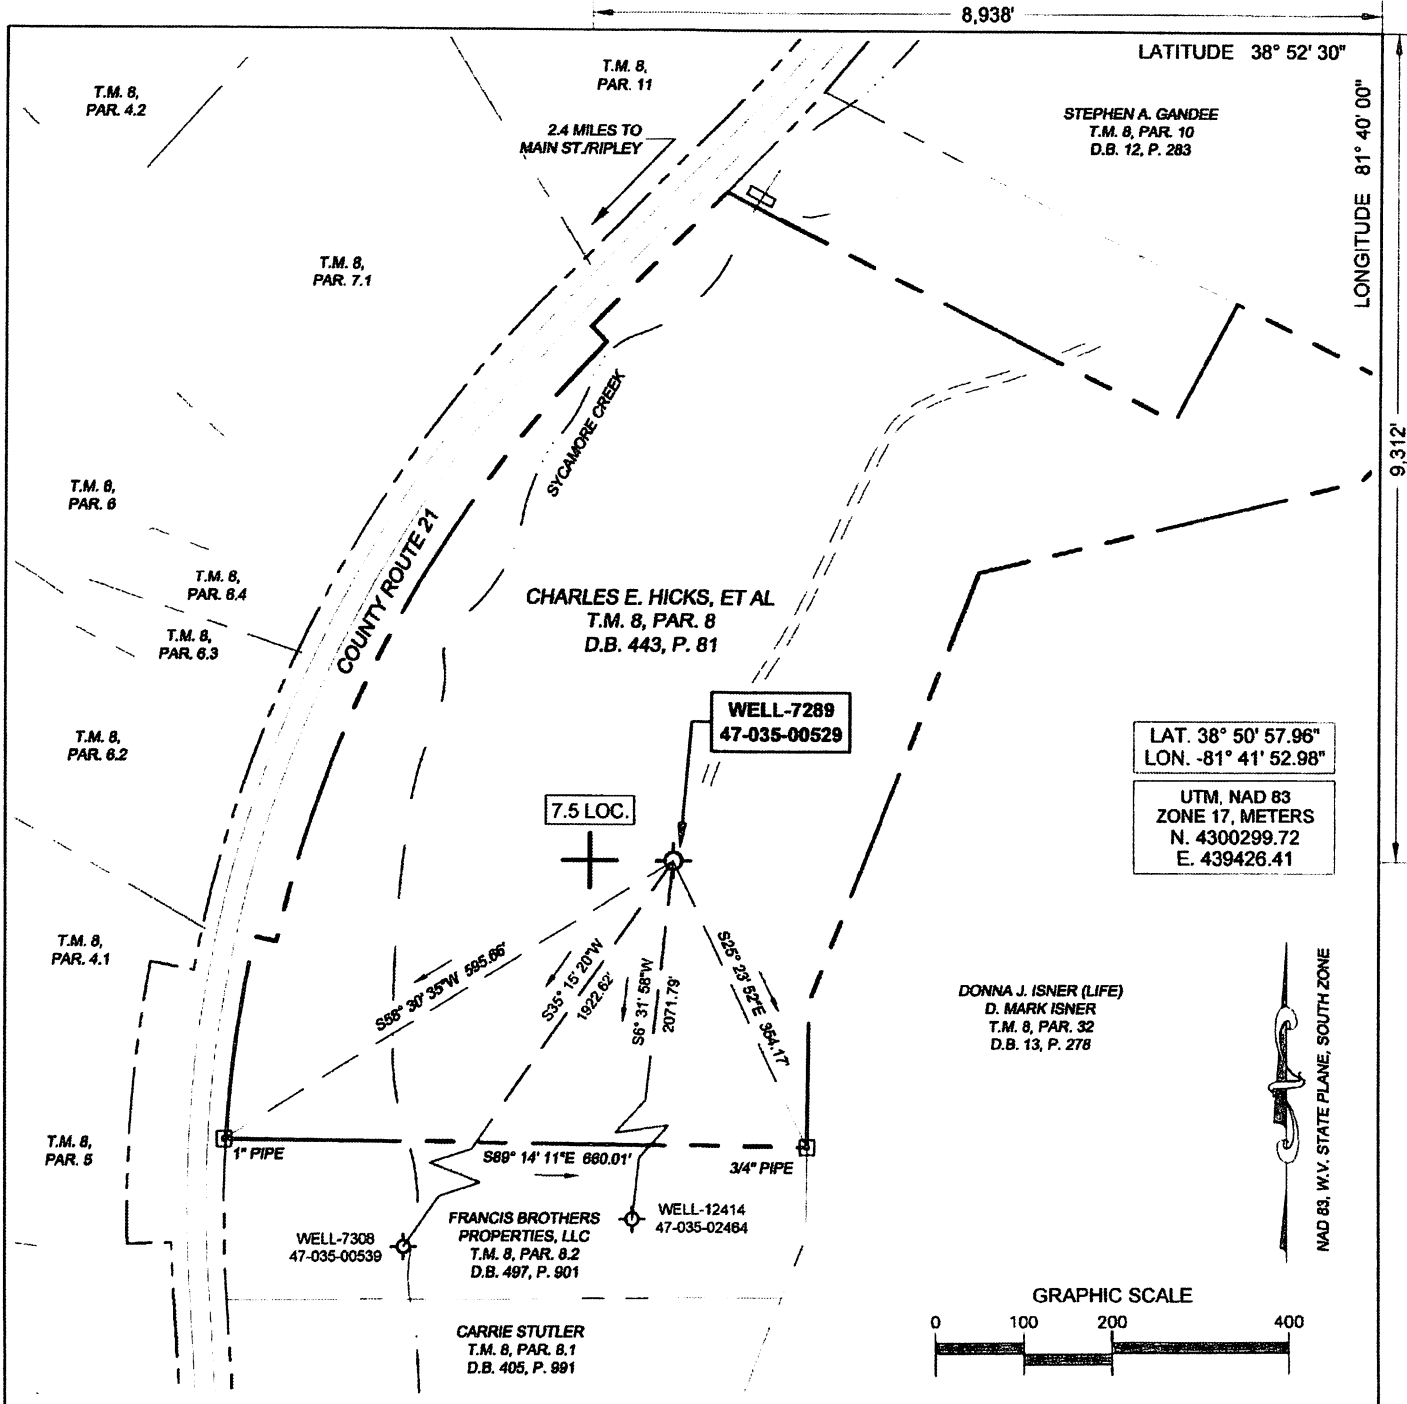 8,938'
LATITUDE 38° 52' 30"
LONGITUDE 81° 40' 00"
9,312'
T.M. 8,
PAR. 4.2
T.M. 8,
PAR. 11
2.4 MILES TO
MAIN ST./RIPLEY
STEPHEN A. GANDEE
T.M. 8, PAR. 10
D.B. 12, P. 283
T.M. 8,
PAR. 7.1
SYCAMORE CREEK
T.M. 8,
PAR. 6
COUNTY ROUTE 21
T.M. 8,
PAR. 6.4
T.M. 8,
PAR. 6.3
CHARLES E. HICKS, ET AL
T.M. 8, PAR. 8
D.B. 443, P. 81
WELL-7289
47-035-00529
T.M. 8,
PAR. 6.2
LAT. 38° 50' 57.96"
LON. -81° 41' 52.98"
UTM, NAD 83
ZONE 17, METERS
N. 4300299.72
E. 439426.41
7.5 LOC.
T.M. 8,
PAR. 4.1
S58° 30' 35"W 595.66'
S35° 15' 20"W
1922.62'
S6° 31' 58"W
2071.79'
S25° 23' 52"E 354.17'
DONNA J. ISNER (LIFE)
D. MARK ISNER
T.M. 8, PAR. 32
D.B. 13, P. 278
NAD 83, W.V. STATE PLANE, SOUTH ZONE
T.M. 8,
PAR. 5
1" PIPE
S89° 14' 11"E 660.01'
3/4" PIPE
WELL-7308
47-035-00539
FRANCIS BROTHERS
PROPERTIES, LLC
T.M. 8, PAR. 8.2
D.B. 497, P. 901
WELL-12414
47-035-02464
CARRIE STUTLER
T.M. 8, PAR. 8.1
D.B. 405, P. 991
GRAPHIC SCALE
0 100 200 400